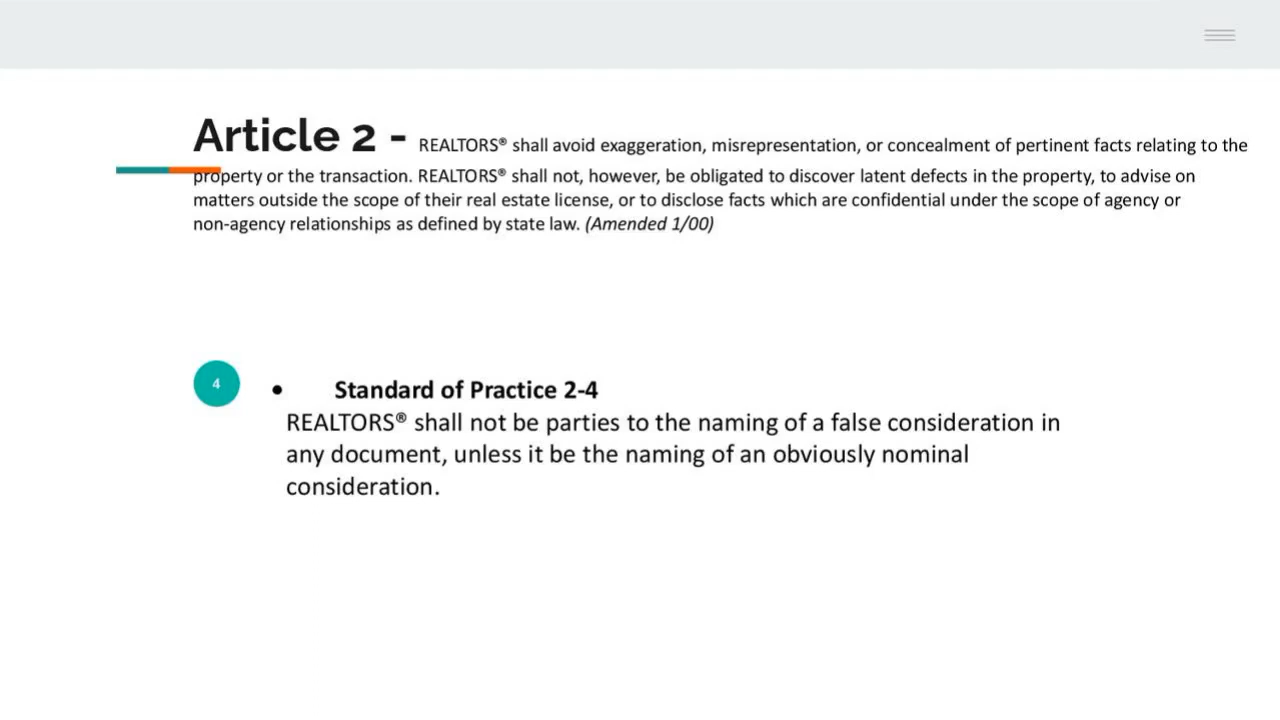 Article 2 - REALTORS® shall avoid exaggeration, misrepresentation, or concealment of pertinent facts relating to the
property or the transaction. REALTORS® shall not, however, be obligated to discover latent defects in the property, to advise on
matters outside the scope of their real estate license, or to disclose facts which are confidential under the scope of agency or
non-agency relationships as defined by state law. (Amended 1/00)
4
• Standard of Practice 2-4
REALTORS® shall not be parties to the naming of a false consideration in
any document, unless it be the naming of an obviously nominal
consideration.